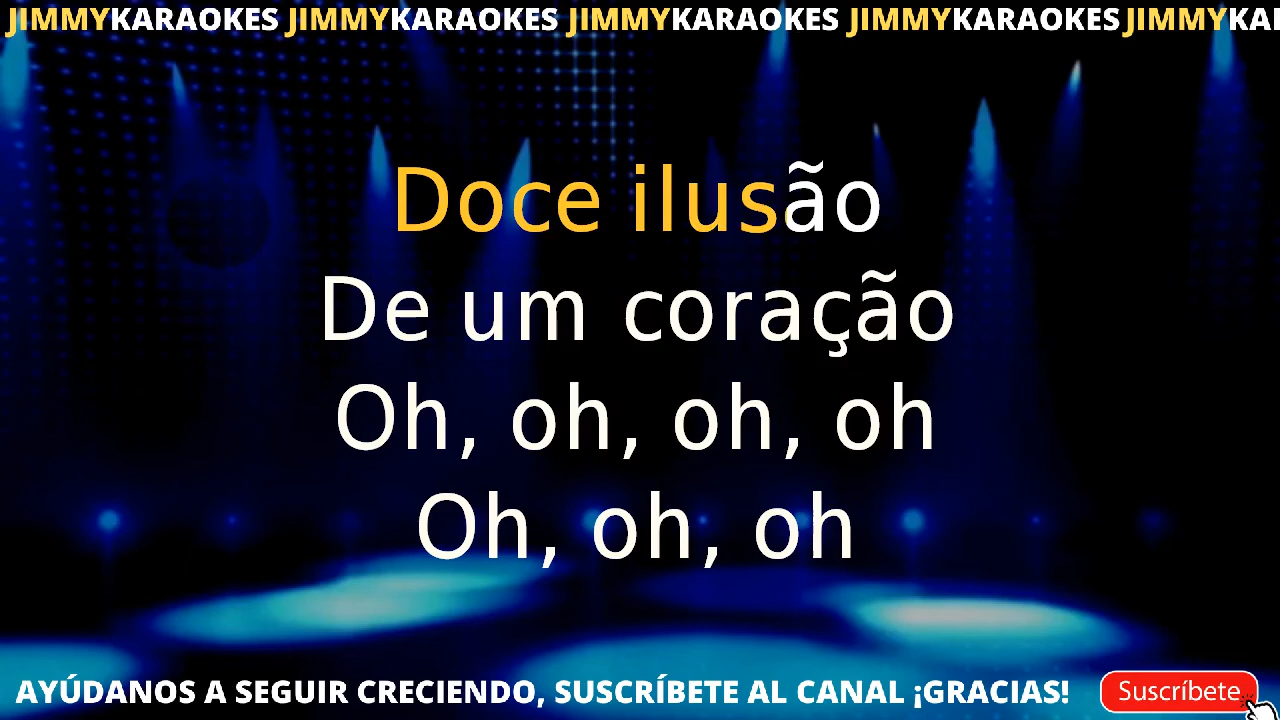 JIMMYKARAOKES JIMMYKARAOKES JIMMYKARAOKES JIMMYKARAOKES JIMMYKA
Doce ilusão
De um coração
Oh, oh, oh, oh
Oh, oh, oh
AYÚDANOS A SEGUIR CRECIENDO, SUSCRÍBETE AL CANAL ¡GRACIAS! Suscríbete